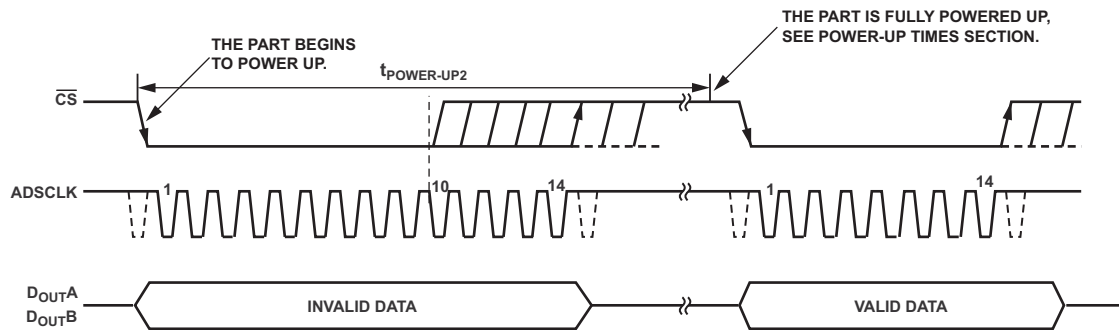 THE PART BEGINS
TO POWER UP.
THE PART IS FULLY POWERED UP,
SEE POWER-UP TIMES SECTION.
tPOWER-UP2
CS
ADSCLK
1
10
14
1
14
DOUTA
DOUTB
INVALID DATA
VALID DATA